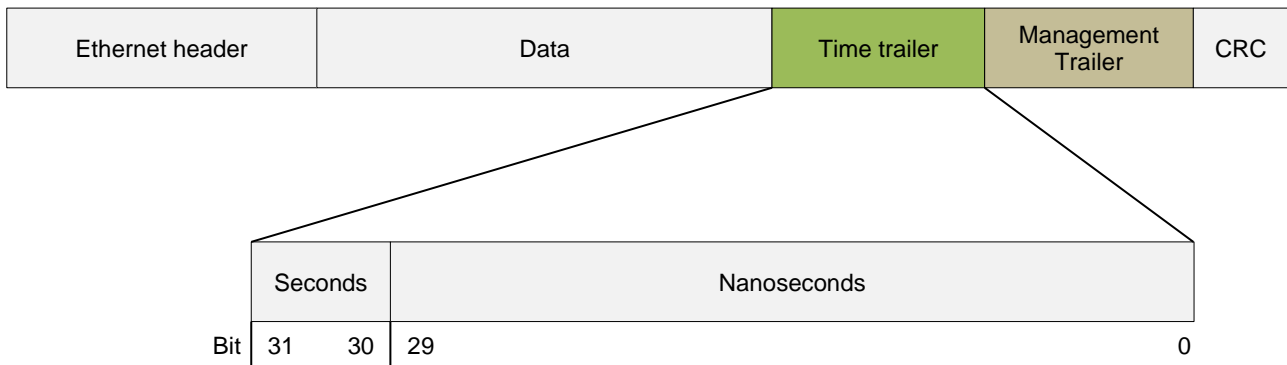 Ethernet header
Data
Time trailer
Management
Trailer
CRC
Seconds
Nanoseconds
Bit 31 30 29 0